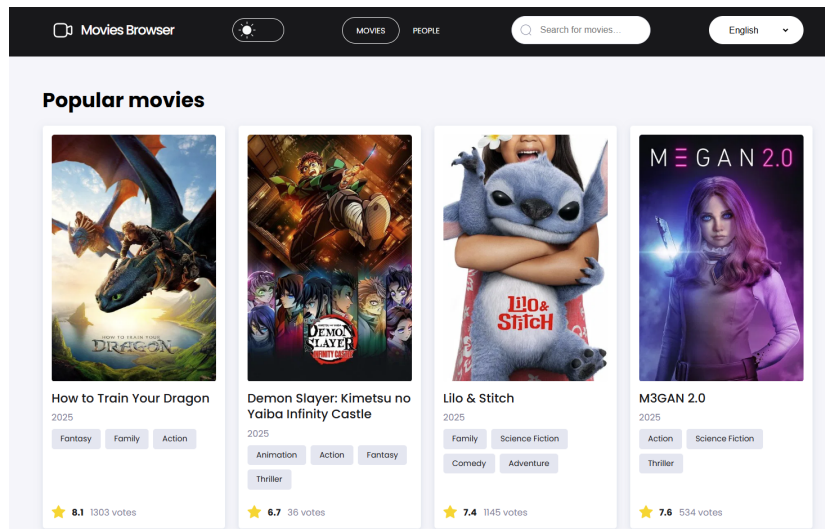 Movies Browser
MOVIES
PEOPLE
Search for movies...
English
Popular movies
HOW TO TRAIN YOUR
DRAGON
How to Train Your Dragon
2025
Fantasy Family Action
8.1 1303 votes
DEMON
SLAYER
INFINITY CASTLE
Demon Slayer: Kimetsu no
Yaiba Infinity Castle
2025
Animation Action Fantasy
Thriller
6.7 36 votes
Lilo &
Stitch
Lilo & Stitch
2025
Family Science Fiction
Comedy Adventure
7.4 1145 votes
M Ξ G A N 2.0
M3GAN 2.0
2025
Action Science Fiction
Thriller
7.6 534 votes